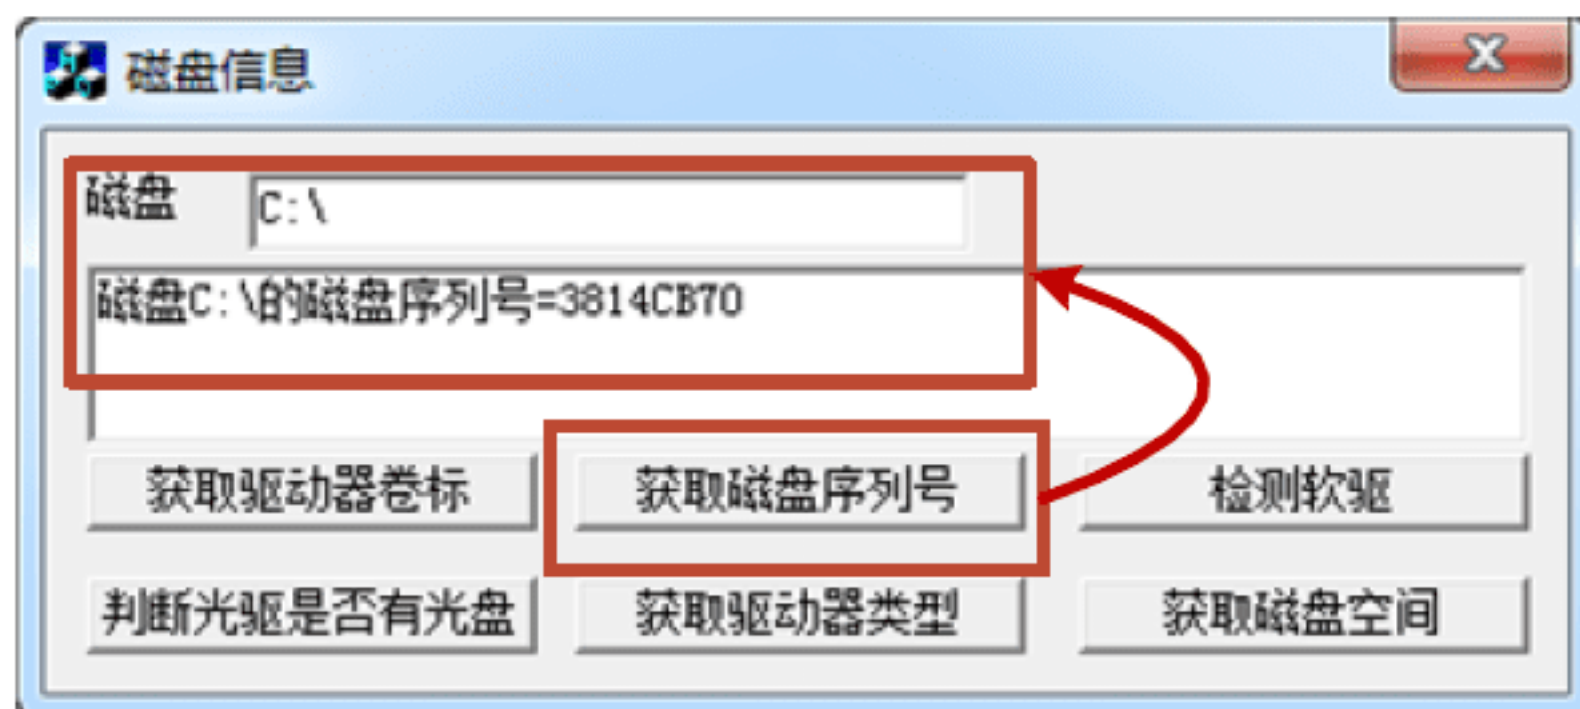 磁盘信息
磁盘 C:\
磁盘C:\的磁盘序列号=3814CB70
获取驱动器卷标 获取磁盘序列号 检测软驱
判断光驱是否有光盘 获取驱动器类型 获取磁盘空间